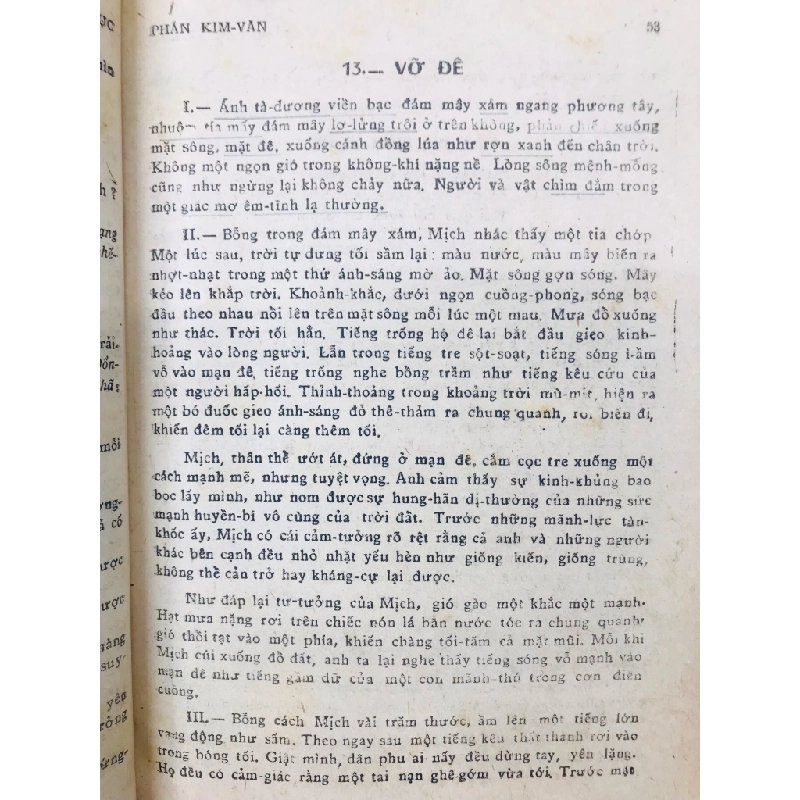 PHẦN KIM-VĂN 53
13.— VỠ ĐÊ
I.— Ánh tà-dương viền bạc đám mây xám ngang phương tây,
nhuộm tía mấy đám mây lơ-lửng trôi ở trên không, phản chiếu xuống
mặt sông, mặt đê, xuống cánh đồng lúa như rợn xanh đến chân trời.
Không một ngọn gió trong không-khí nặng nề. Lòng sông mệnh-mông
cũng như ngừng lại không chảy nữa. Người và vật chìm đắm trong
một giấc mơ êm-tĩnh lạ thường.
II.— Bỗng trong đám mây xám, Mịch nhác thấy một tia chớp
Một lúc sau, trời tự dưng tối sầm lại: màu nước, màu mây biến ra
nhợt-nhạt trong một thứ ánh-sáng mờ ảo. Mặt sông gợn sóng. Mây
kéo lên khắp trời. Khoảnh-khắc, dưới ngọn cuồng-phong, sóng bạc
đầu theo nhau nổi lên trên mặt sông mỗi lúc một mau. Mưa đổ xuống
như thác. Trời tối hẳn. Tiếng trống hộ đê lại bắt đầu gieo kinh-
hoảng vào lòng người. Lẫn trong tiếng tre sột-soạt, tiếng sóng ì-ầm
vỗ vào mạn đê, tiếng trống nghe bỗng trầm như tiếng kêu cứu của
một người hấp-hối. Thỉnh-thoảng trong khoảng trời mù-mịt, hiện ra
một bó đuốc gieo ánh-sáng đỏ thê-thảm ra chung quanh, rồi biến đi,
khiến đêm tối lại càng thêm tối.
Mịch, thân thể ướt át, đứng ở mạn đê, cắm cọc tre xuống một
cách mạnh mẽ, nhưng tuyệt vọng. Anh cảm thấy sự kinh-khủng bao
bọc lấy mình, như nom được sự hung-hãn dị-thường của những sức
mạnh huyền-bí vô cùng của trời đất. Trước những mãnh-lực tàn-
khốc ấy, Mịch có cái cảm-tưởng rõ rệt rằng cả anh và những người
khác bên cạnh đều nhỏ nhặt yếu hèn như giống kiến, giống trùng,
không thể cản trở hay kháng-cự lại được.
Như đáp lại tư-tưởng của Mịch, gió gào một khắc một mạnh.
Hạt mưa nặng rơi trên chiếc nón lá bắn nước tóe ra chung quanh,
gió thổi tạt vào một phía, khiến chàng tối-tăm cả mặt mũi. Mỗi khi
Mịch cúi xuống đổ đất, anh ta lại nghe thấy tiếng sóng vỗ mạnh vào
mạn đê như tiếng gầm dữ của một con mãnh-thú trong cơn điên
cuồng.
III.— Bỗng cách Mịch vài trăm thước, ầm lên một tiếng lớn
vang động như sấm. Theo ngay sau một tiếng kêu thất thanh rơi vào
trong bóng tối. Giật mình, dân phu ai nấy đều dừng tay, yên lặng.
Họ đều có cảm-giác rằng một tai nạn ghê-gớm vừa tới. Trước mặt